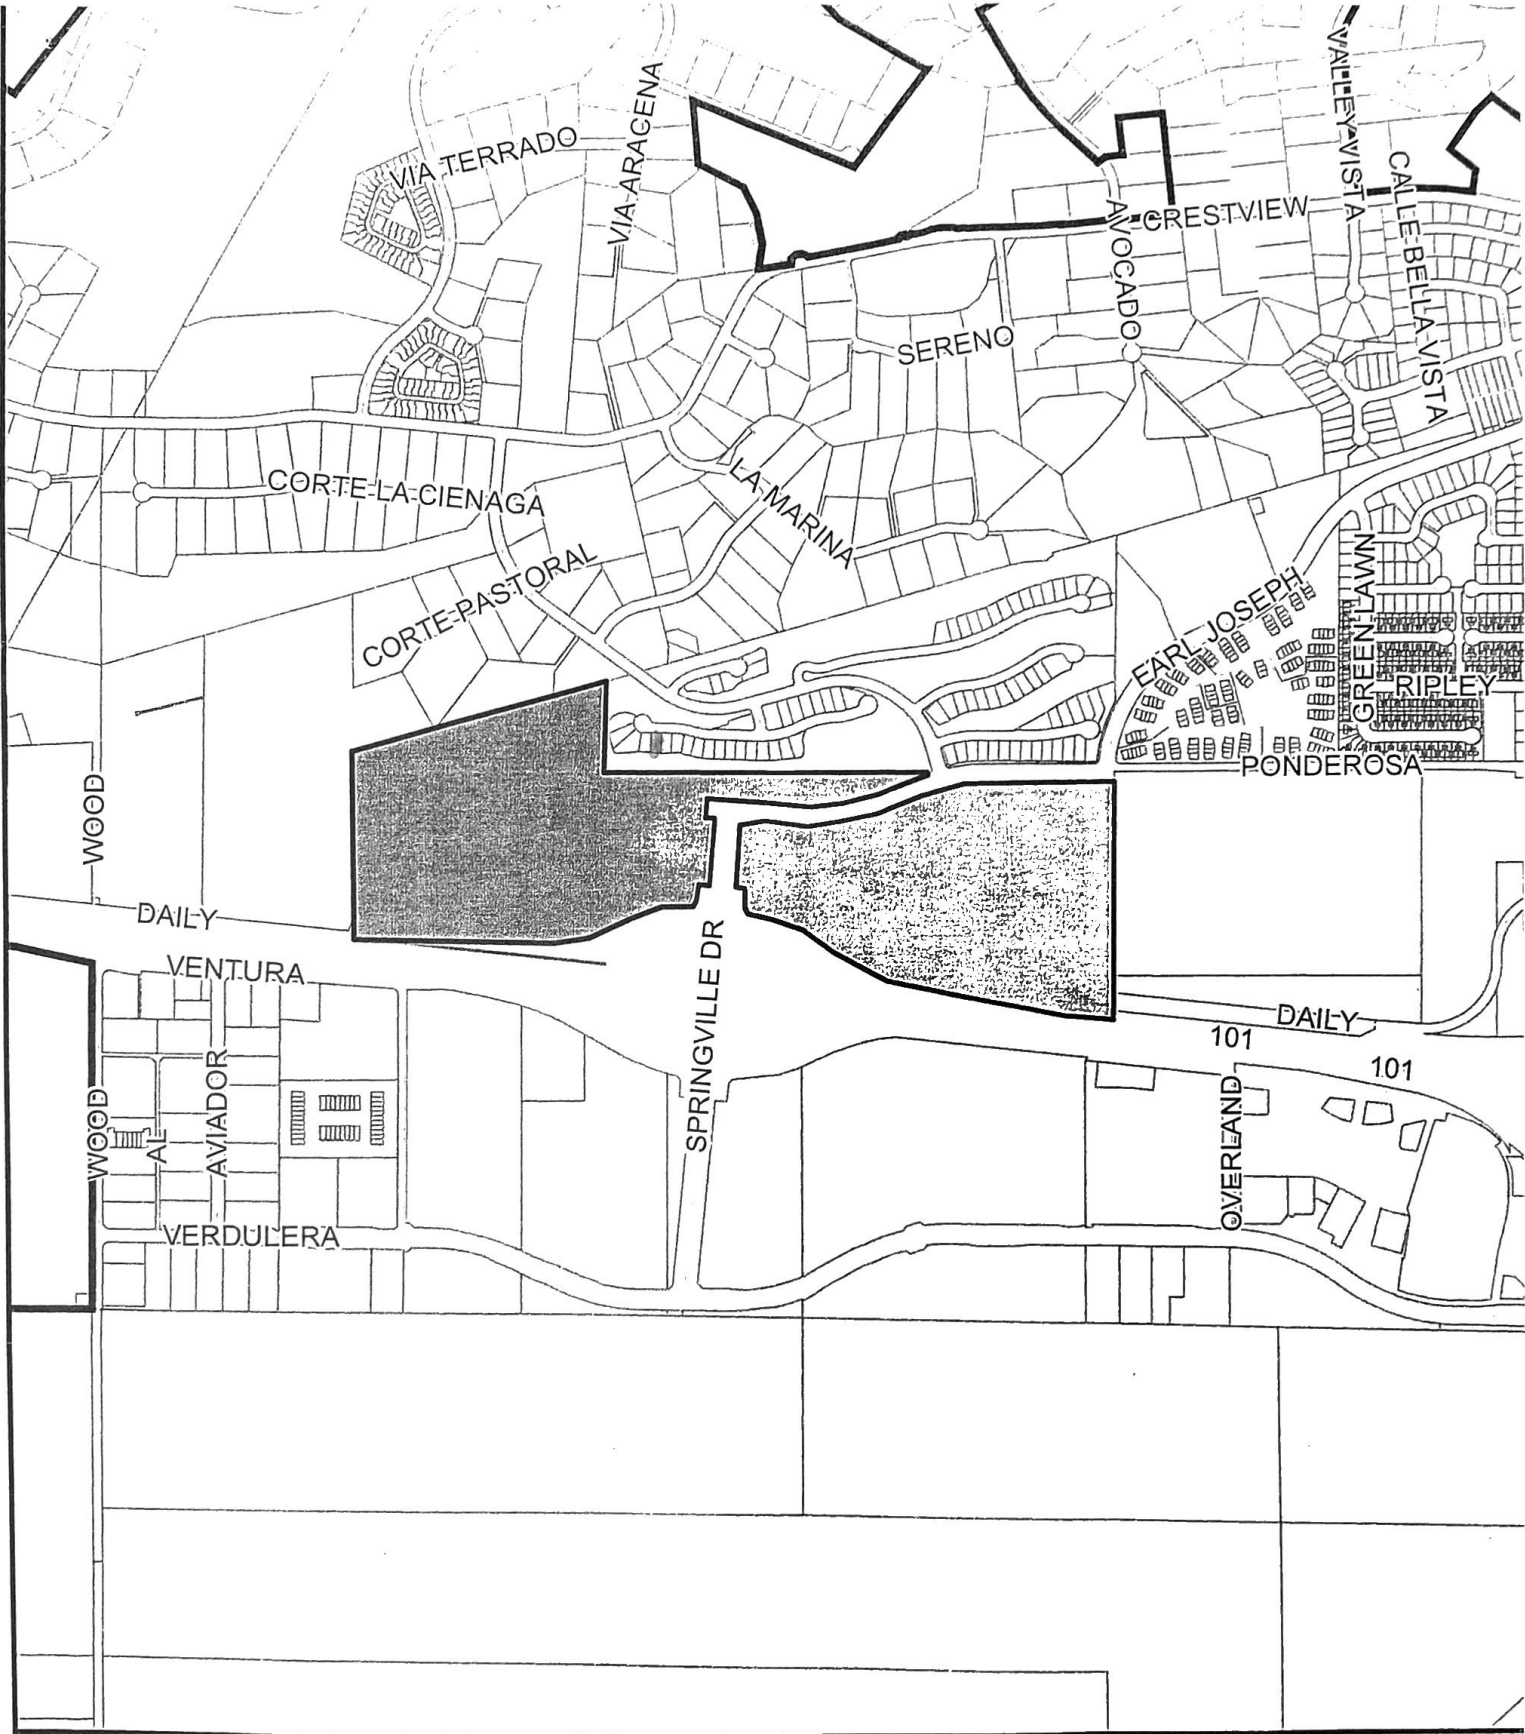 VALLEY VISTA
VIA ARACENA
VIA TERRADO
CALLE BELLA VISTA
CRESTVIEW
AVOCADO
SERENO
CORTE LA CIENAGA
LA MARINA
CORTE PASTORAL
GREEN LAWN
EARL JOSEPH
RIPLEY
PONDEROSA
WOOD
DAILY
VENTURA
SPRINGVILLE DR
DAILY
101
101
WOOD
AL
AVIADOR
OVERLAND
VERDULERA